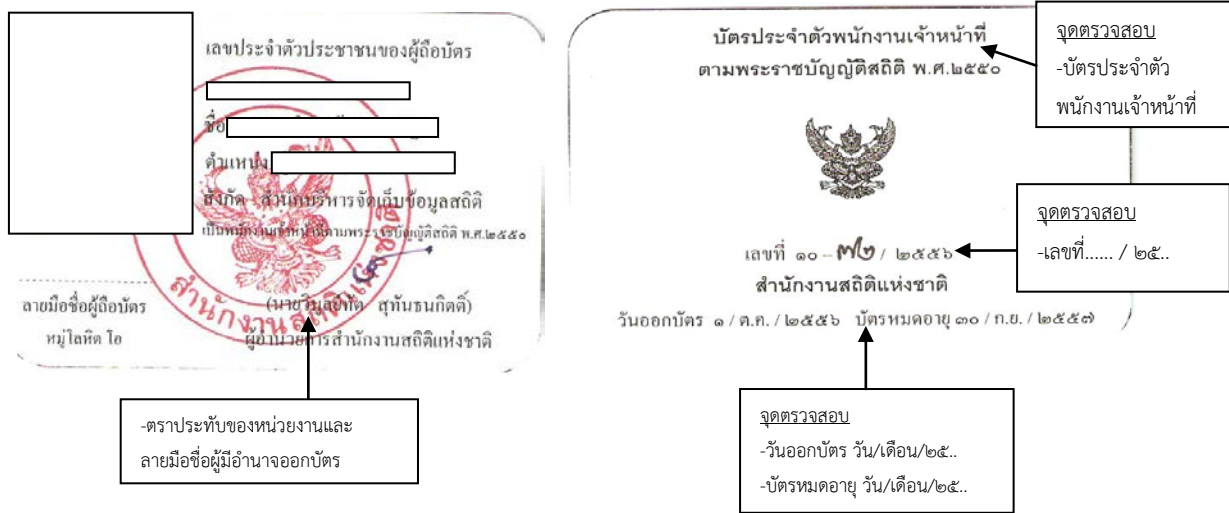 เลขประจำตัวประชาชนของผู้ถือบัตร
ชื่อ
ตำแหน่ง
สังกัด สำนักบริหารจัดเก็บข้อมูลสถิติ
เป็นพนักงานเจ้าหน้าที่ตามพระราชบัญญัติสถิติ พ.ศ.๒๕๕๐
สำนักงานสถิติแห่งชาติ
ลายมือชื่อผู้ถือบัตร
หมู่โลหิต โอ
(นายวิบูลย์ทัต สุทันธนกิตติ์)
ผู้อำนวยการสำนักงานสถิติแห่งชาติ
-ตราประทับของหน่วยงานและ
ลายมือชื่อผู้มีอำนาจออกบัตร
บัตรประจำตัวพนักงานเจ้าหน้าที่
ตามพระราชบัญญัติสถิติ พ.ศ.๒๕๕๐
เลขที่ ๑๐ - ๗๒ / ๒๕๕๖
สำนักงานสถิติแห่งชาติ
วันออกบัตร ๑ / ต.ค. / ๒๕๕๖ บัตรหมดอายุ ๓๐ / ก.ย. / ๒๕๕๗
จุดตรวจสอบ
-บัตรประจำตัว
พนักงานเจ้าหน้าที่
จุดตรวจสอบ
-เลขที่...... / ๒๕..
จุดตรวจสอบ
-วันออกบัตร วัน/เดือน/๒๕..
-บัตรหมดอายุ วัน/เดือน/๒๕..